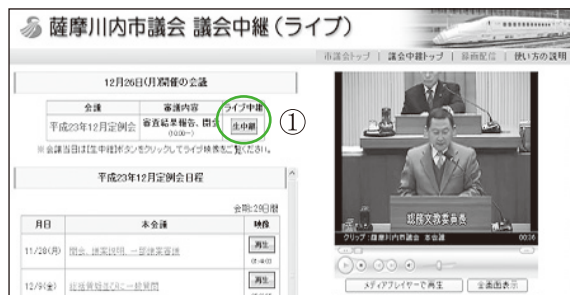 薩摩川内市議会 議会中継(ライブ)
市議会トップ | 議会中継トップ | 録画配信 | 使い方の説明
12月26日(月)開催の会議
会議 審議内容 ライブ中継
平成23年12月定例会 審査結果報告、閉会 (10:00~) 生中継
①
※会議当日は【生中継】ボタンをクリックしてライブ映像をご覧ください。
平成23年12月定例会日程
会期:29日間
月日 本会議 映像
11/28(月) 開会、提案説明、一部提案審議 再生
12/9(金) 総括質疑並びに一般質問 再生
総務文教委員長
クリップ:薩摩川内市議会 本会議 00:36
メディアプレイヤーで再生 全画面表示